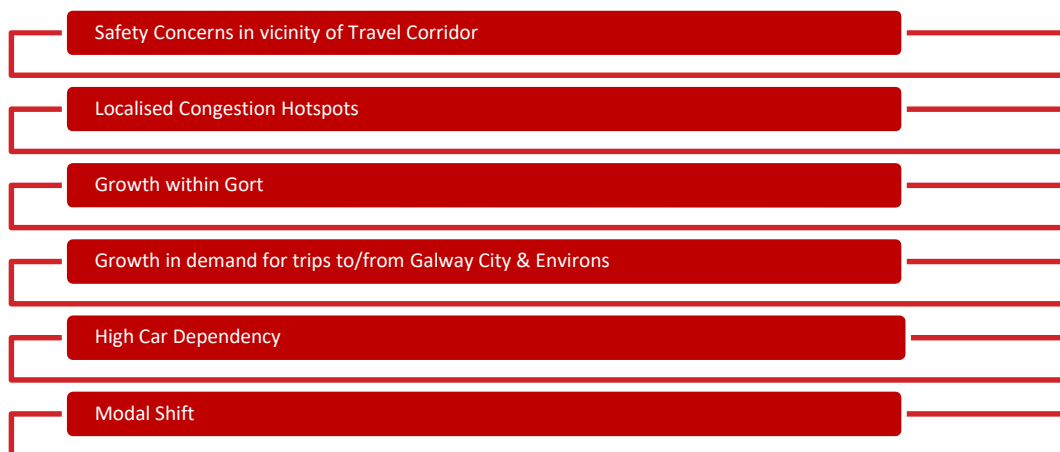 Safety Concerns in vicinity of Travel Corridor
Localised Congestion Hotspots
Growth within Gort
Growth in demand for trips to/from Galway City & Environs
High Car Dependency
Modal Shift